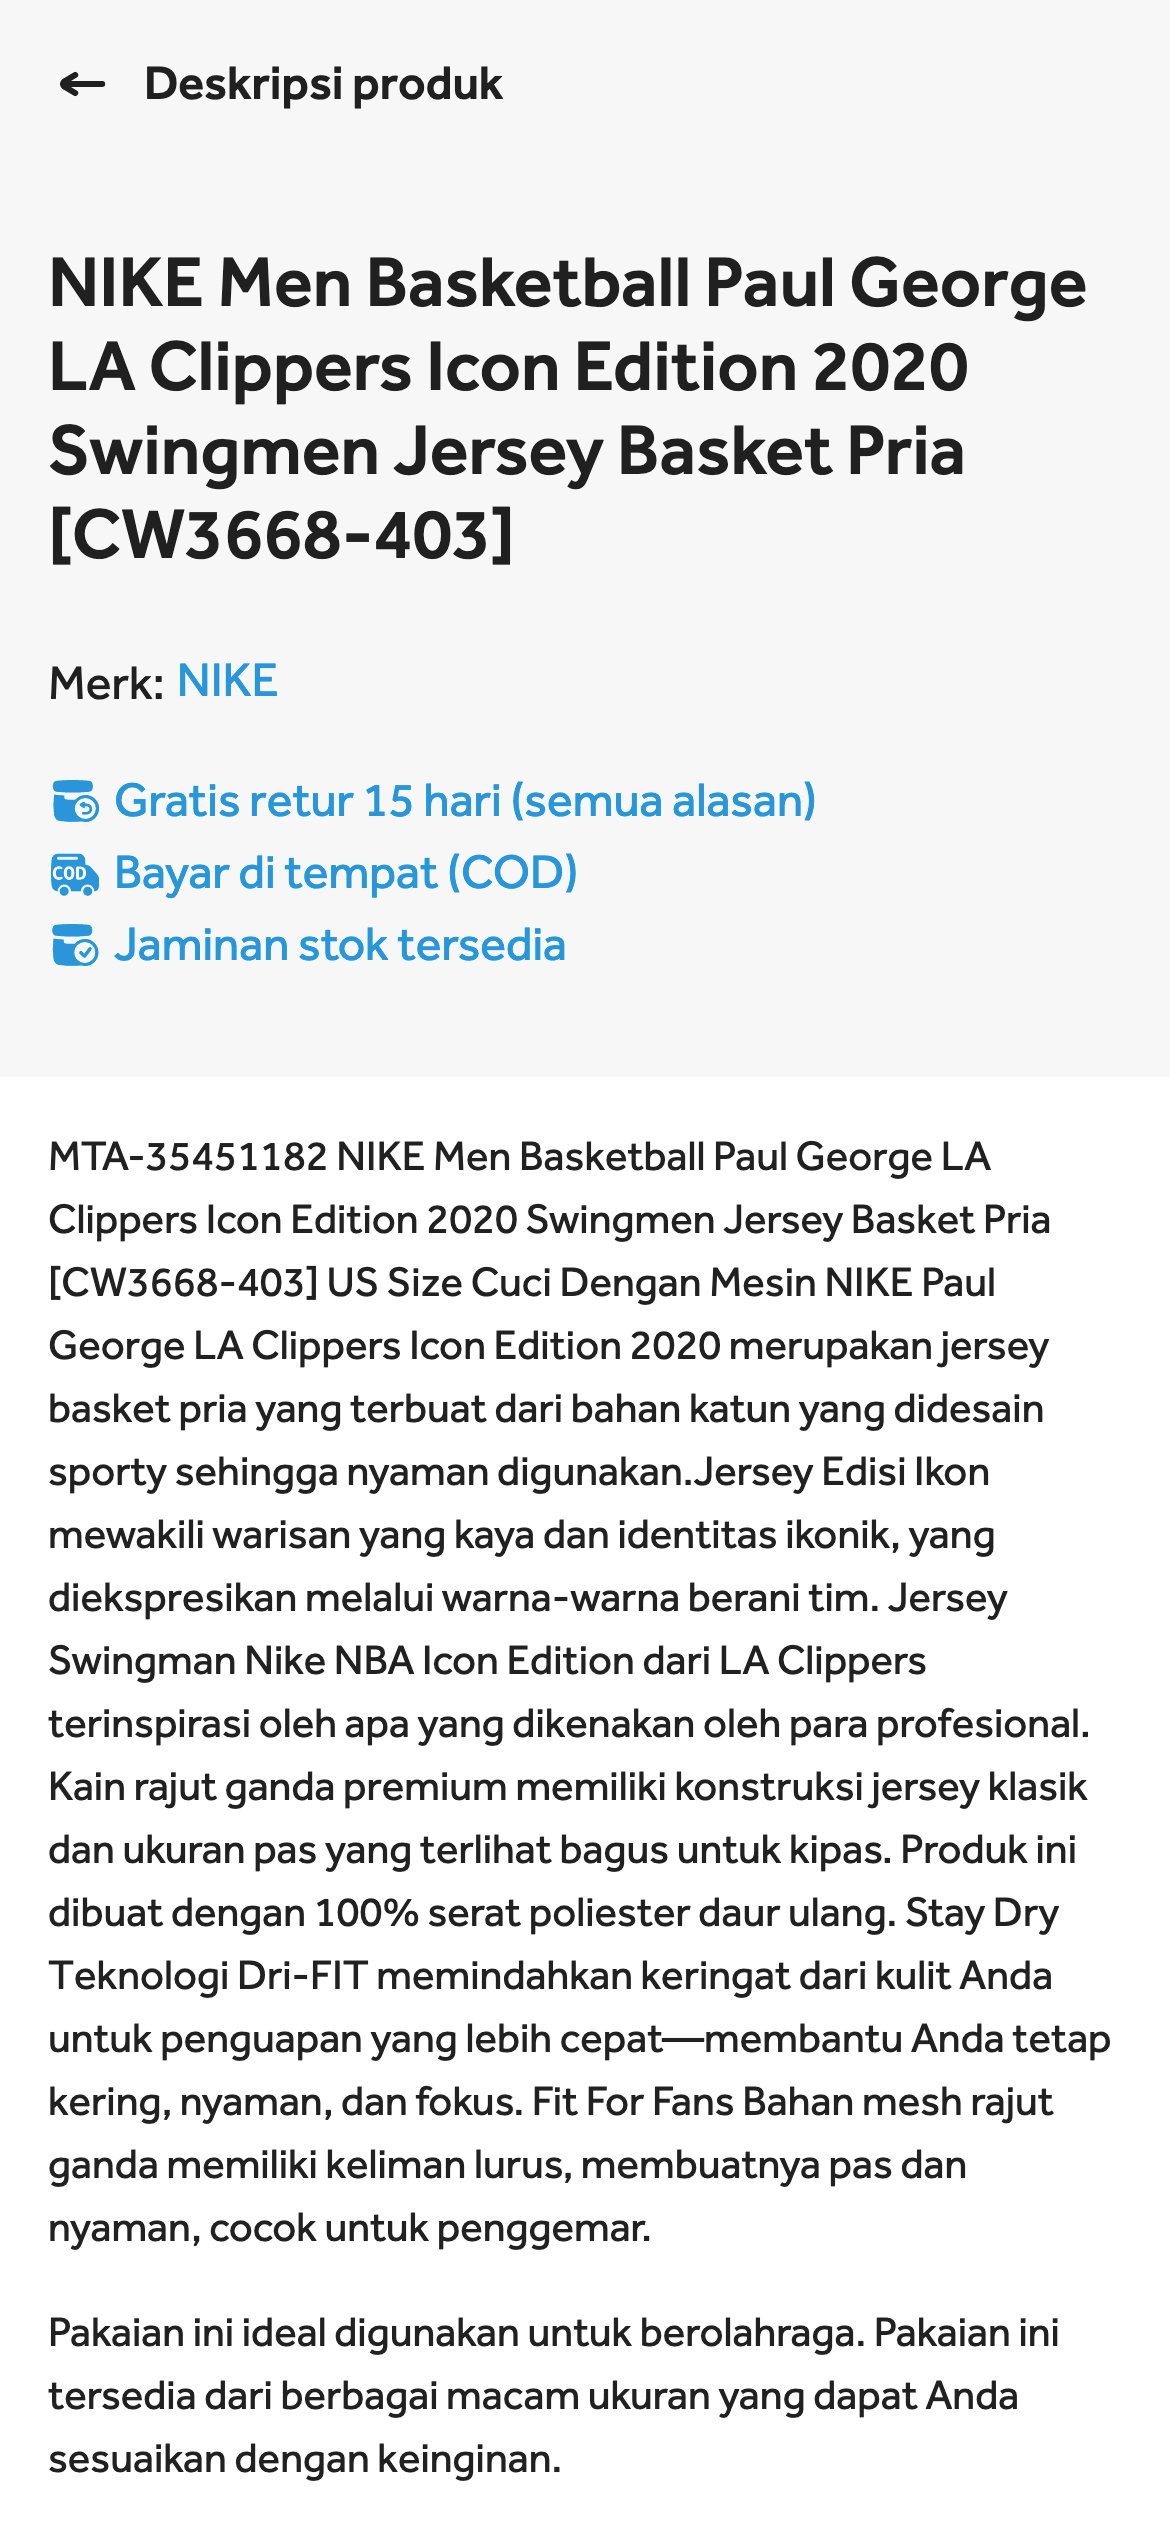 Deskripsi produk
NIKE Men Basketball Paul George
LA Clippers Icon Edition 2020
Swingmen Jersey Basket Pria
[CW3668-403]
Merk: NIKE
Gratis retur 15 hari (semua alasan)
COD Bayar di tempat (COD)
Jaminan stok tersedia
MTA-35451182 NIKE Men Basketball Paul George LA
Clippers Icon Edition 2020 Swingmen Jersey Basket Pria
[CW3668-403] US Size Cuci Dengan Mesin NIKE Paul
George LA Clippers Icon Edition 2020 merupakan jersey
basket pria yang terbuat dari bahan katun yang didesain
sporty sehingga nyaman digunakan.Jersey Edisi Ikon
mewakili warisan yang kaya dan identitas ikonik, yang
diekspresikan melalui warna-warna berani tim. Jersey
Swingman Nike NBA Icon Edition dari LA Clippers
terinspirasi oleh apa yang dikenakan oleh para profesional.
Kain rajut ganda premium memiliki konstruksi jersey klasik
dan ukuran pas yang terlihat bagus untuk kipas. Produk ini
dibuat dengan 100% serat poliester daur ulang. Stay Dry
Teknologi Dri-FIT memindahkan keringat dari kulit Anda
untuk penguapan yang lebih cepat—membantu Anda tetap
kering, nyaman, dan fokus. Fit For Fans Bahan mesh rajut
ganda memiliki keliman lurus, membuatnya pas dan
nyaman, cocok untuk penggemar.
Pakaian ini ideal digunakan untuk berolahraga. Pakaian ini
tersedia dari berbagai macam ukuran yang dapat Anda
sesuaikan dengan keinginan.